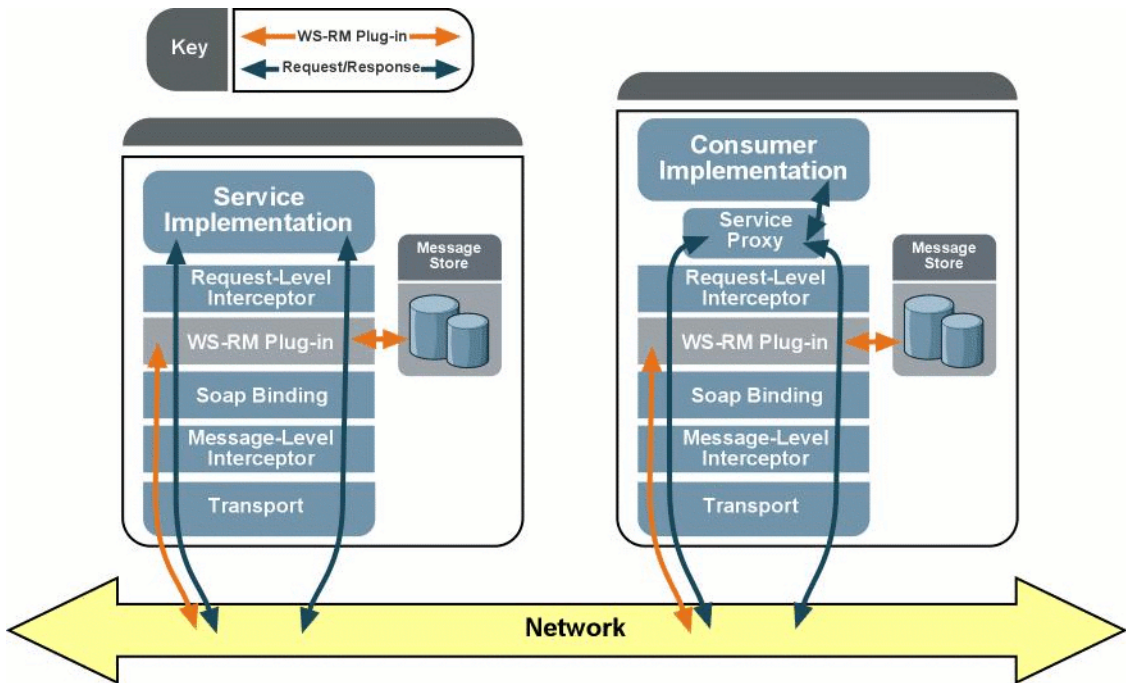 Key
WS-RM Plug-in
Request/Response
Service
Implementation
Request-Level
Interceptor
WS-RM Plug-in
Soap Binding
Message-Level
Interceptor
Transport
Message
Store
Consumer
Implementation
Service
Proxy
Request-Level
Interceptor
WS-RM Plug-in
Soap Binding
Message-Level
Interceptor
Transport
Message
Store
Network